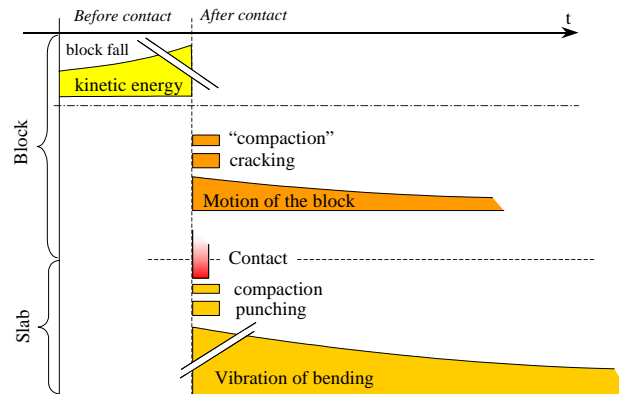 Before contact
After contact
t
block fall
kinetic energy
Block
“compaction”
cracking
Motion of the block
Contact
Slab
compaction
punching
Vibration of bending